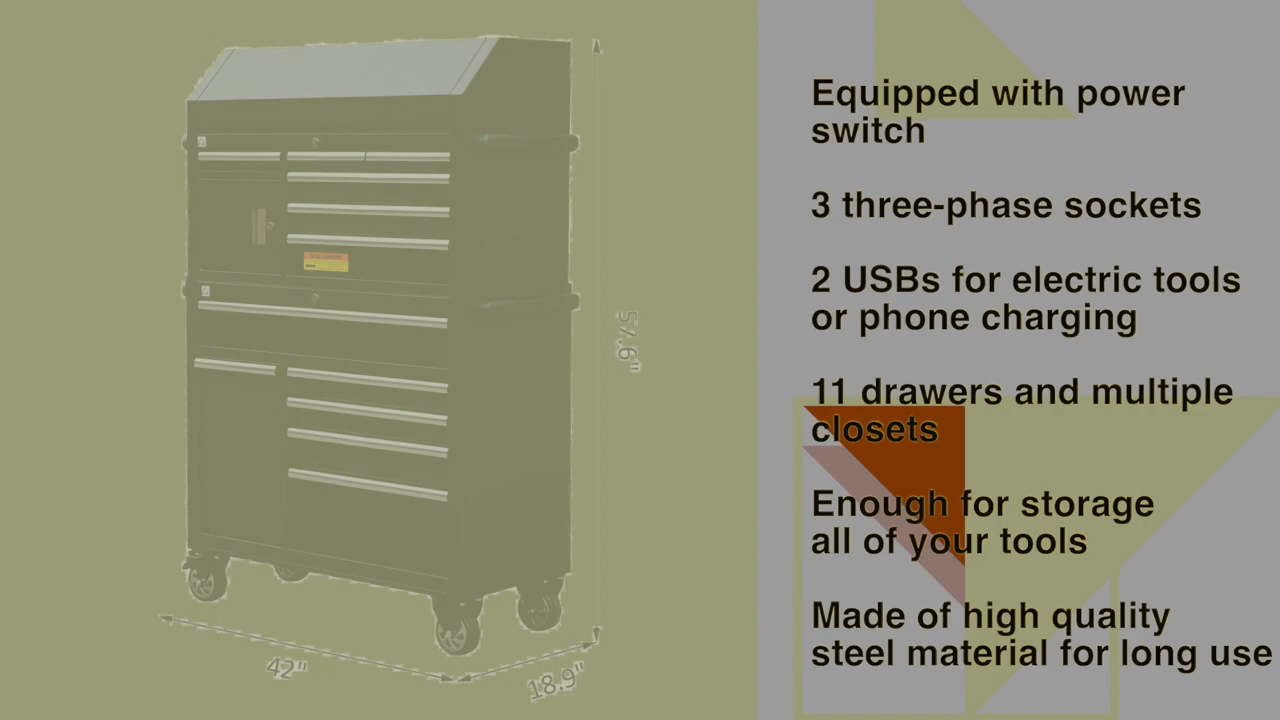 Equipped with power
switch
3 three-phase sockets
2 USBs for electric tools
or phone charging
11 drawers and multiple
closets
Enough for storage
all of your tools
Made of high quality
steel material for long use
57.6"
42"
18.9"